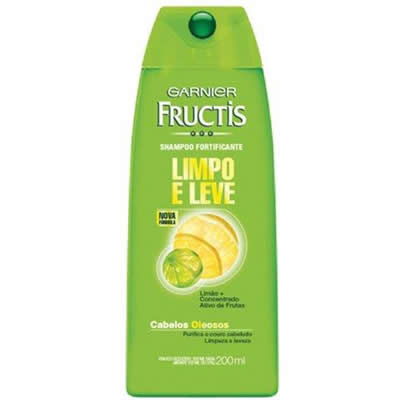 GARNIER
FRUCTIS
SHAMPOO FORTIFICANTE
LIMPO
E LEVE
NOVA
FÓRMULA
Limão +
Concentrado
Ativo de Frutas
Cabelos Oleosos
Purifica o couro cabeludo
Limpeza e leveza
200ml